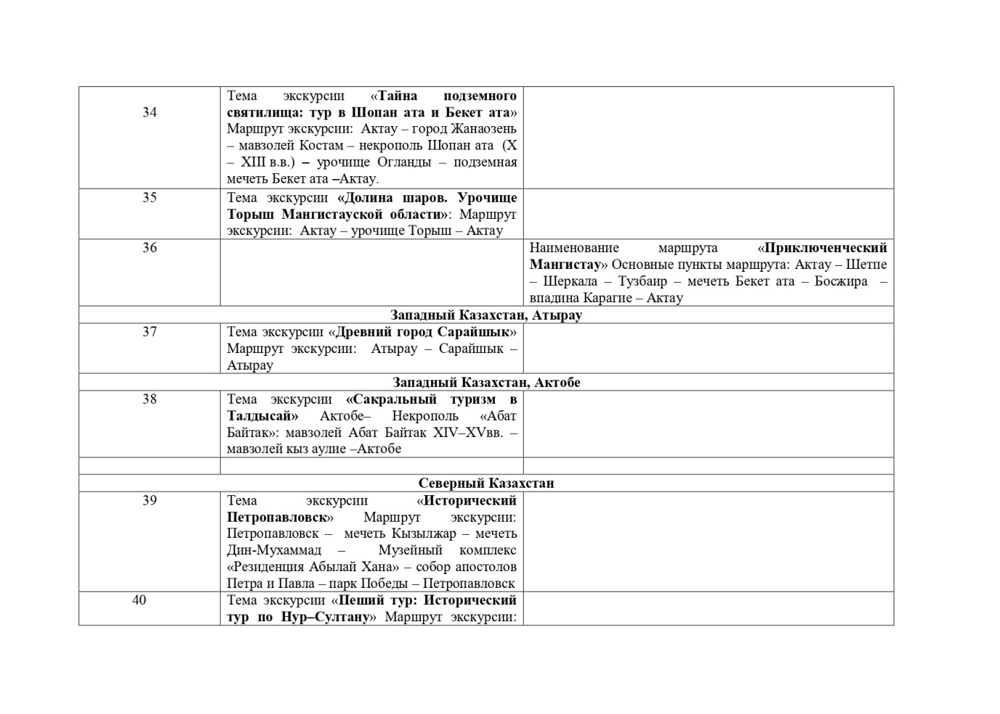 34
Тема экскурсии «Тайна подземного
святилища: тур в Шопан ата и Бекет ата»
Маршрут экскурсии: Актау – город Жанаозень
– мавзолей Костам – некрополь Шопан ата (X
– XIII в.в.) – урочище Огланды – подземная
мечеть Бекет ата –Актау.
35
Тема экскурсии «Долина шаров. Урочище
Торыш Мангистауской области»: Маршрут
экскурсии: Актау – урочище Торыш – Актау
36
Наименование маршрута «Приключенческий
Мангистау» Основные пункты маршрута: Актау – Шетпе
– Шеркала – Тузбаир – мечеть Бекет ата – Босжира –
впадина Карагие – Актау
Западный Казахстан, Атырау
37
Тема экскурсии «Древний город Сарайшык»
Маршрут экскурсии: Атырау – Сарайшык –
Атырау
Западный Казахстан, Актобе
38
Тема экскурсии «Сакральный туризм в
Талдысай» Актобе– Некрополь «Абат
Байтак»: мавзолей Абат Байтак XIV–XVвв. –
мавзолей кыз аулие –Актобе
Северный Казахстан
39
Тема экскурсии «Исторический
Петропавловск» Маршрут экскурсии:
Петропавловск – мечеть Кызылжар – мечеть
Дин-Мухаммад – Музейный комплекс
«Резиденция Абылай Хана» – собор апостолов
Петра и Павла – парк Победы – Петропавловск
40
Тема экскурсии «Пеший тур: Исторический
тур по Нур–Султану» Маршрут экскурсии: